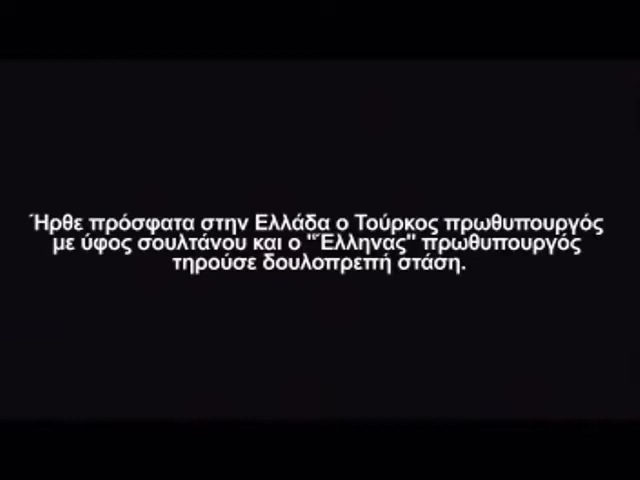 Ήρθε πρόσφατα στην Ελλάδα ο Τούρκος πρωθυπουργός
με ύφος σουλτάνου και ο "Έλληνας" πρωθυπουργός
τηρούσε δουλοπρεπή στάση.